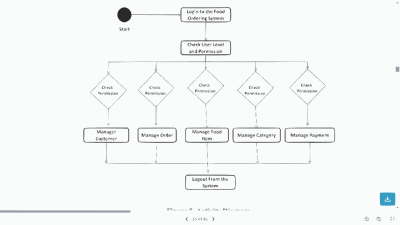 Login to the Food
Ordering System
Start
Check User Level
and Permission
Check
Permission
Check
Permission
Check
Permission
Check
Permission
Check
Permission
Manage
Customer
Manage Order
Manage Food
Item
Manage Category
Manage Payment
Logout From the
System